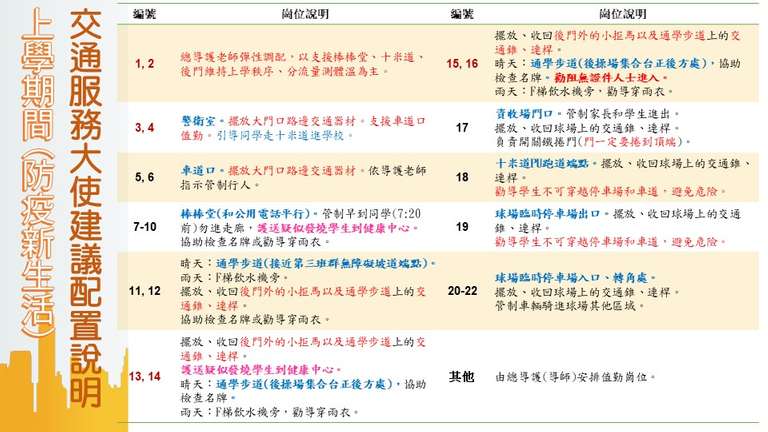 交通服務大使建議配置說明
上學期間(防疫新生活)
編號 崗位說明 編號 崗位說明
1, 2
總導護老師彈性調配，以支援棒棒堂、十米道、
後門維持上學秩序、分流量測體溫為主。
15, 16
擺放、收回後門外的小拒馬以及通學步道上的交
通錐、連桿。
晴天：通學步道(後操場集合台正後方處)，協助
檢查名牌。勸阻無證件人士進入。
雨天：F梯飲水機旁，勸導穿雨衣。
3, 4
警衛室。擺放大門口路邊交通器材。支援車道口
值勤。引導同學走十米道進學校。
17
資收場門口。管制家長和學生進出。
擺放、收回球場上的交通錐、連桿。
負責開關鐵捲門(門一定要捲到頂端)。
5, 6
車道口。擺放大門口路邊交通器材。依導護老師
指示管制行人。
18
十米道PU跑道端點。擺放、收回球場上的交通錐、
連桿。
勸導學生不可穿越停車場和車道，避免危險。
7-10
棒棒堂(和公用電話平行)。管制早到同學(7:20
前)勿進走廊，護送疑似發燒學生到健康中心。
協助檢查名牌或勸導穿雨衣。
19
球場臨時停車場出口。擺放、收回球場上的交通
錐、連桿。
勸導學生不可穿越停車場和車道，避免危險。
11, 12
晴天：通學步道(接近第三班群無障礙坡道端點)。
雨天：F梯飲水機旁。
擺放、收回後門外的小拒馬以及通學步道上的交
通錐、連桿。
協助檢查名牌或勸導穿雨衣。
20-22
球場臨時停車場入口、轉角處。
擺放、收回球場上的交通錐、連桿。
管制車輛騎進球場其他區域。
13, 14
擺放、收回後門外的小拒馬以及通學步道上的交
通錐、連桿。
護送疑似發燒學生到健康中心。
晴天：通學步道(後操場集合台正後方處)，協助
檢查名牌。
雨天：F梯飲水機旁，勸導穿雨衣。
其他
由總導護(導師)安排值勤崗位。